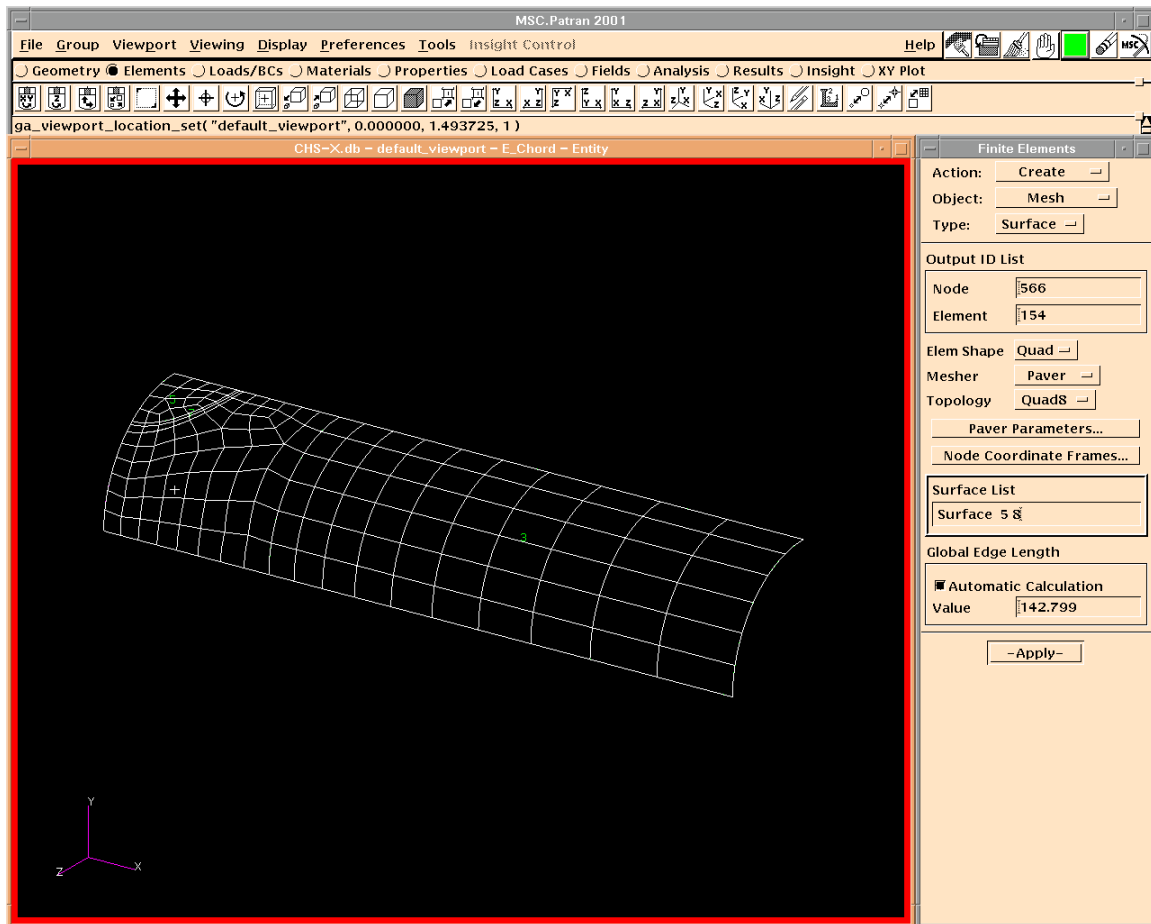 MSC.Patran 2001
File Group Viewport Viewing Display Preferences Tools Insight Control Help
MSC
Geometry Elements Loads/BCs Materials Properties Load Cases Fields Analysis Results Insight XY Plot
ga_viewport_location_set( "default_viewport", 0.000000, 1.493725, 1 )
CHS-X.db - default_viewport - E_Chord - Entity
Finite Elements
Action: Create
Object: Mesh
Type: Surface
Output ID List
Node 566
Element 154
Elem Shape Quad
Mesher Paver
Topology Quad8
Paver Parameters...
Node Coordinate Frames...
Surface List
Surface 5 8
Global Edge Length
Automatic Calculation
Value 142.799
-Apply-
5
3
Y
X
Z